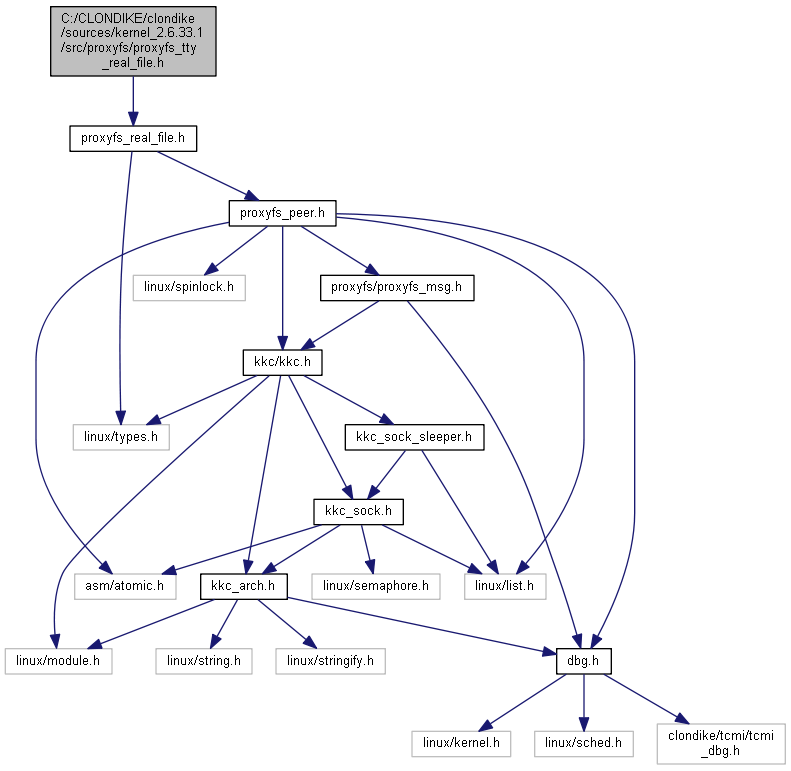 C:/CLONDIKE/clondike
/sources/kernel_2.6.33.1
/src/proxyfs/proxyfs_tty
_real_file.h
proxyfs_real_file.h
proxyfs_peer.h
linux/spinlock.h
proxyfs/proxyfs_msg.h
kkc/kkc.h
linux/types.h
kkc_sock_sleeper.h
kkc_sock.h
asm/atomic.h
kkc_arch.h
linux/semaphore.h
linux/list.h
linux/module.h
linux/string.h
linux/stringify.h
dbg.h
linux/kernel.h
linux/sched.h
clondike/tcmi/tcmi
_dbg.h